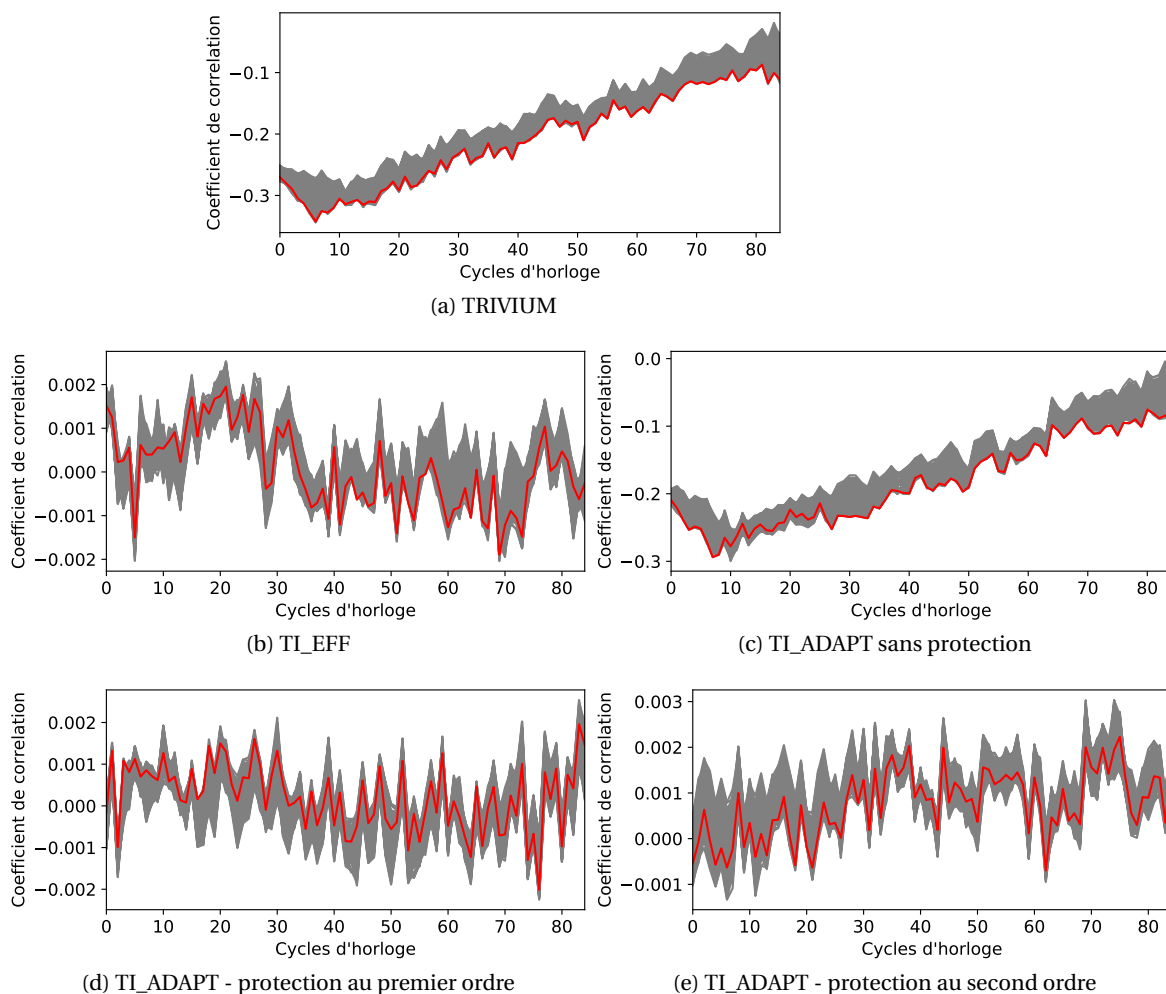 Coefficient de correlation
−0.1
−0.2
−0.3
0 10 20 30 40 50 60 70 80
Cycles d'horloge
(a) TRIVIUM
Coefficient de correlation
0.002
0.001
0.000
−0.001
−0.002
0 10 20 30 40 50 60 70 80
Cycles d'horloge
(b) TI_EFF
Coefficient de correlation
0.0
−0.1
−0.2
−0.3
0 10 20 30 40 50 60 70 80
Cycles d'horloge
(c) TI_ADAPT sans protection
Coefficient de correlation
0.002
0.001
0.000
−0.001
−0.002
0 10 20 30 40 50 60 70 80
Cycles d'horloge
(d) TI_ADAPT - protection au premier ordre
Coefficient de correlation
0.003
0.002
0.001
0.000
−0.001
0 10 20 30 40 50 60 70 80
Cycles d'horloge
(e) TI_ADAPT - protection au second ordre